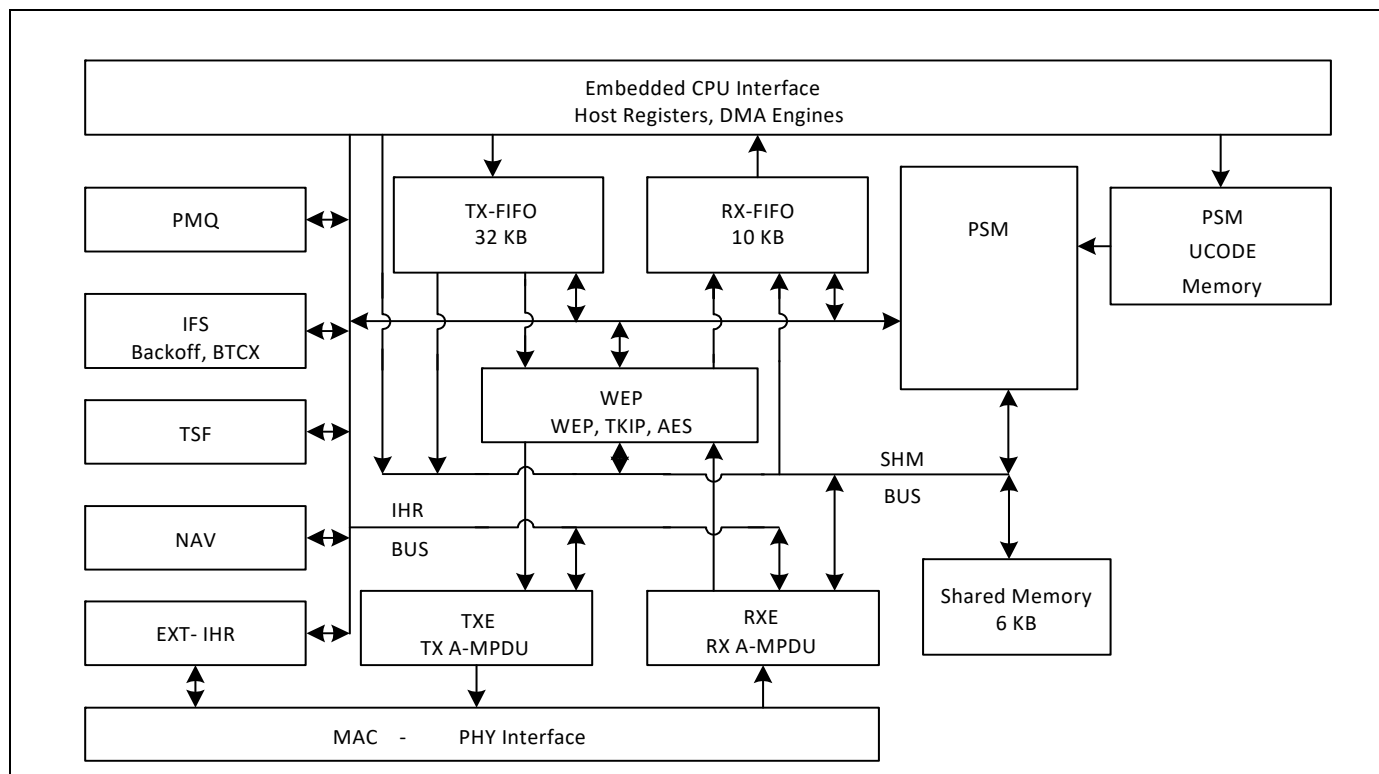 Embedded CPU Interface
Host Registers, DMA Engines
PMQ
TX-FIFO
32 KB
RX-FIFO
10 KB
PSM
PSM
UCODE
Memory
IFS
Backoff, BTCX
WEP
WEP, TKIP, AES
TSF
SHM
BUS
IHR
BUS
NAV
Shared Memory
6 KB
EXT- IHR
TXE
TX A-MPDU
RXE
RX A-MPDU
MAC - PHY Interface